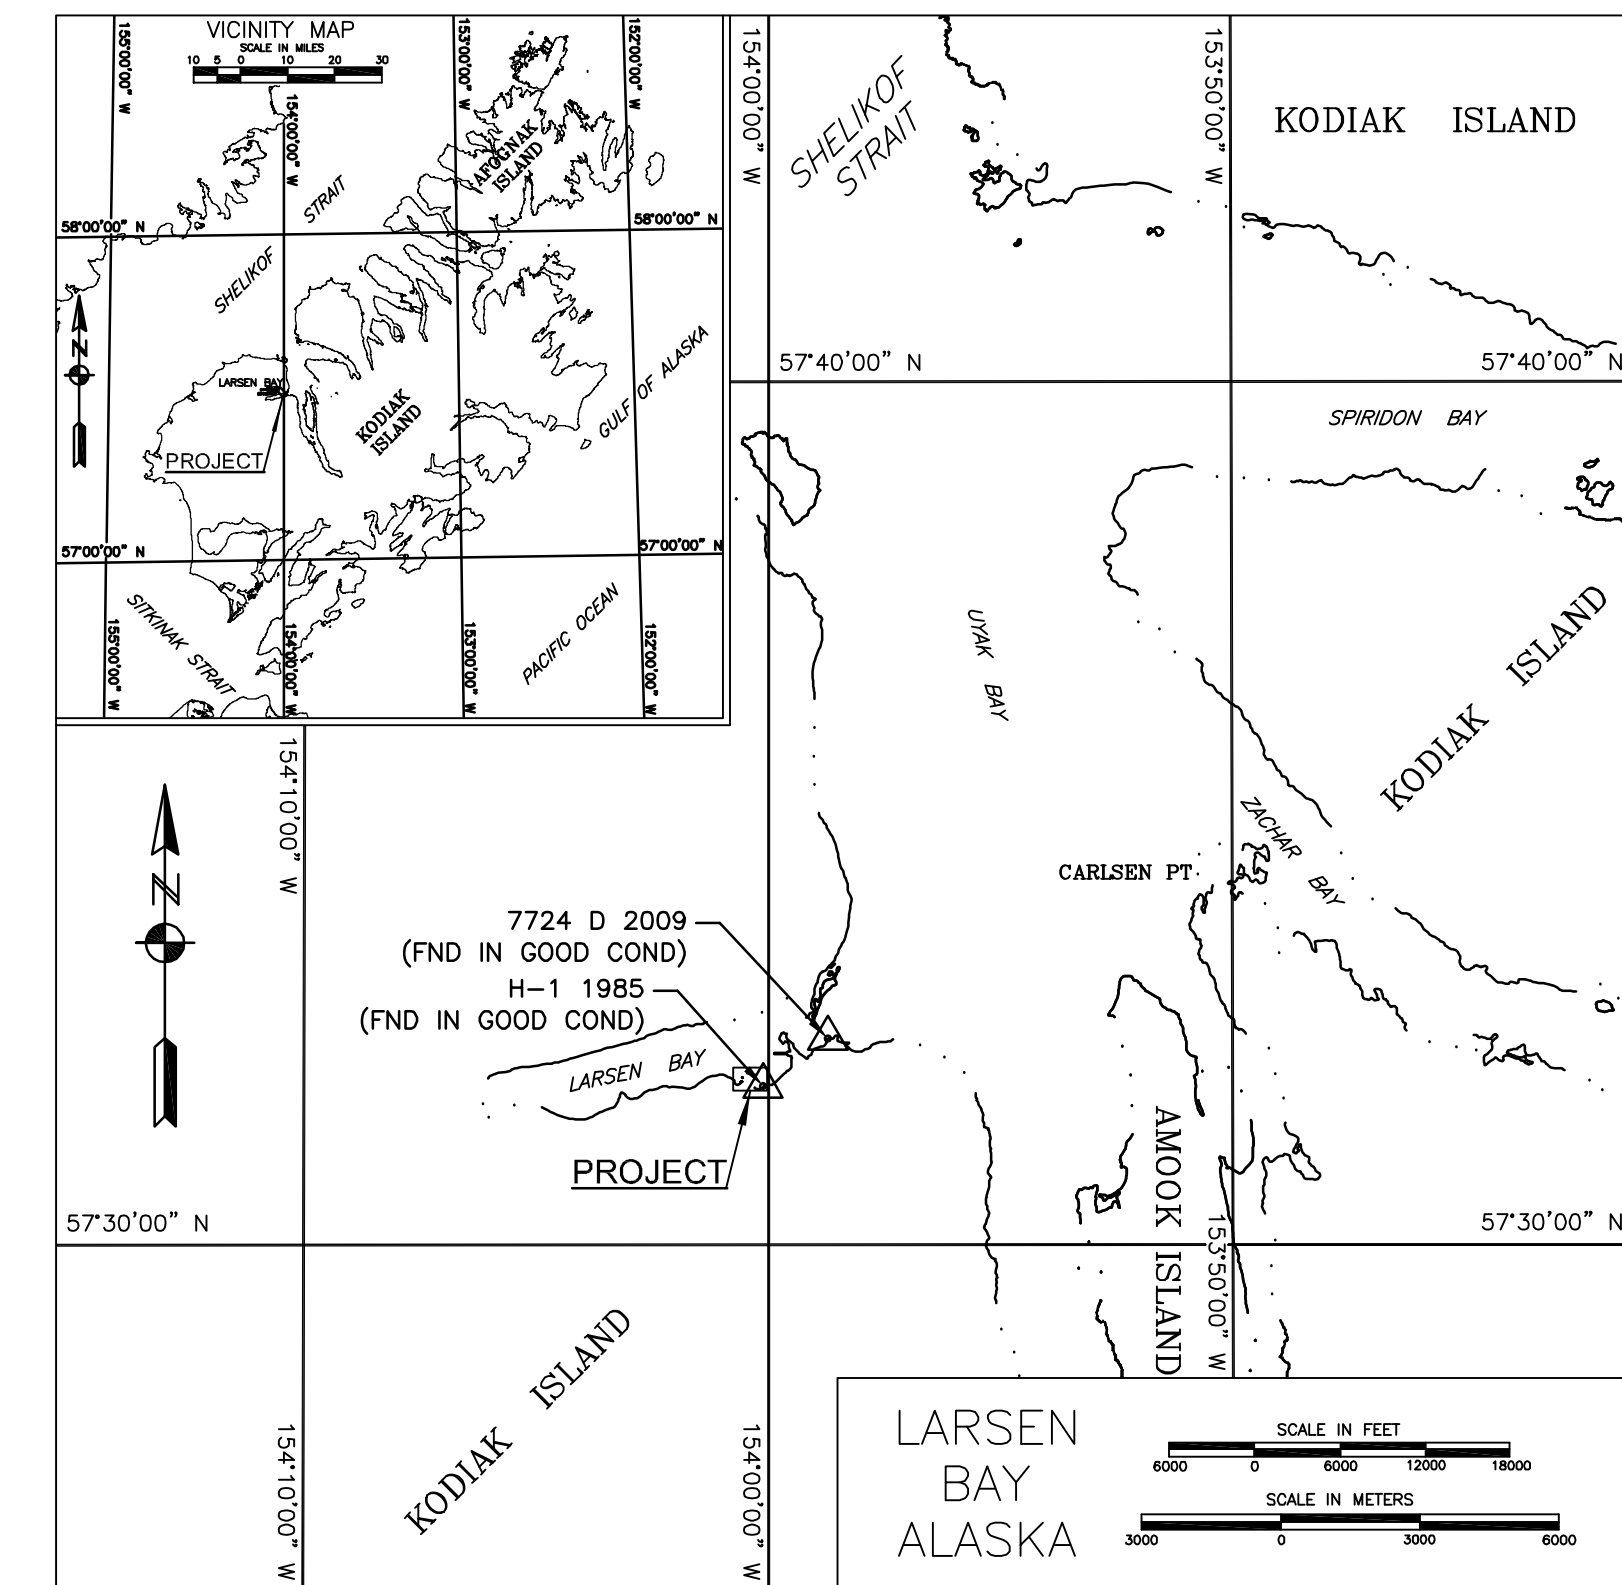 VICINITY MAP
SCALE IN MILES
10 5 0 10 20 30
155°00'00" W
154°00'00" W
153°00'00" W
152°00'00" W
AFOGNAK
ISLAND
STRAIT
SHELIKOF
58°00'00" N
58°00'00" N
N
LARSEN BAY
KODIAK
ISLAND
GULF OF ALASKA
PROJECT
57°00'00" N
57°00'00" N
SITKINAK STRAIT
PACIFIC OCEAN
155°00'00" W
154°00'00" W
153°00'00" W
152°00'00" W
154°00'00" W
SHELIKOF
STRAIT
153°50'00" W
KODIAK ISLAND
57°40'00" N
57°40'00" N
SPIRIDON BAY
UYAK BAY
KODIAK ISLAND
ZACHAR BAY
CARLSEN PT
154°10'00" W
N
7724 D 2009
(FND IN GOOD COND)
H-1 1985
(FND IN GOOD COND)
LARSEN BAY
PROJECT
AMOOK ISLAND
57°30'00" N
57°30'00" N
153°50'00" W
KODIAK ISLAND
154°10'00" W
154°00'00" W
LARSEN
BAY
ALASKA
SCALE IN FEET
6000 0 6000 12000 18000
SCALE IN METERS
3000 0 3000 6000